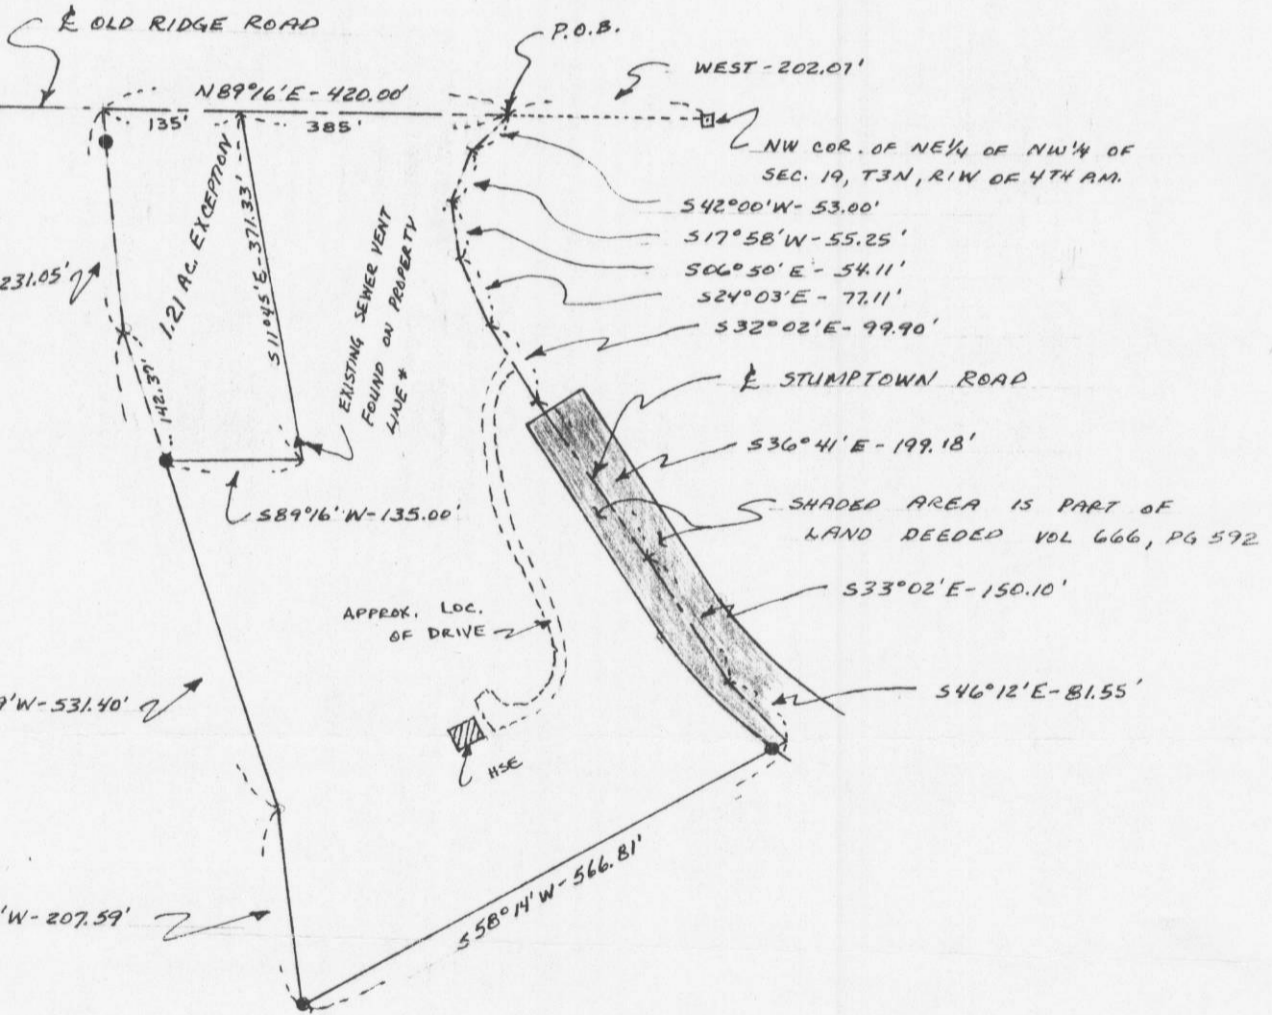 ℄ OLD RIDGE ROAD
P.O.B.
WEST - 202.07'
N89°16'E - 420.00'
135'
385'
NW COR. OF NE¼ OF NW¼ OF
SEC. 19, T3N, R1W OF 4TH P.M.
S42°00'W - 53.00'
S17°58'W - 55.25'
S06°50'E - 54.11'
S24°03'E - 77.11'
S32°02'E - 99.90'
231.05'
1.21 AC. EXCEPTION
S11°45'E - 371.33'
EXISTING SEWER VENT
FOUND ON PROPERTY
LINE *
142.37'
℄ STUMPTOWN ROAD
S36°41'E - 199.18'
S89°16'W - 135.00'
SHADED AREA IS PART OF
LAND DEEDED VOL 666, PG 592
S33°02'E - 150.10'
APPROX. LOC.
OF DRIVE
9'W - 531.40'
S46°12'E - 81.55'
HSE
S58°14'W - 566.81'
'W - 207.59'